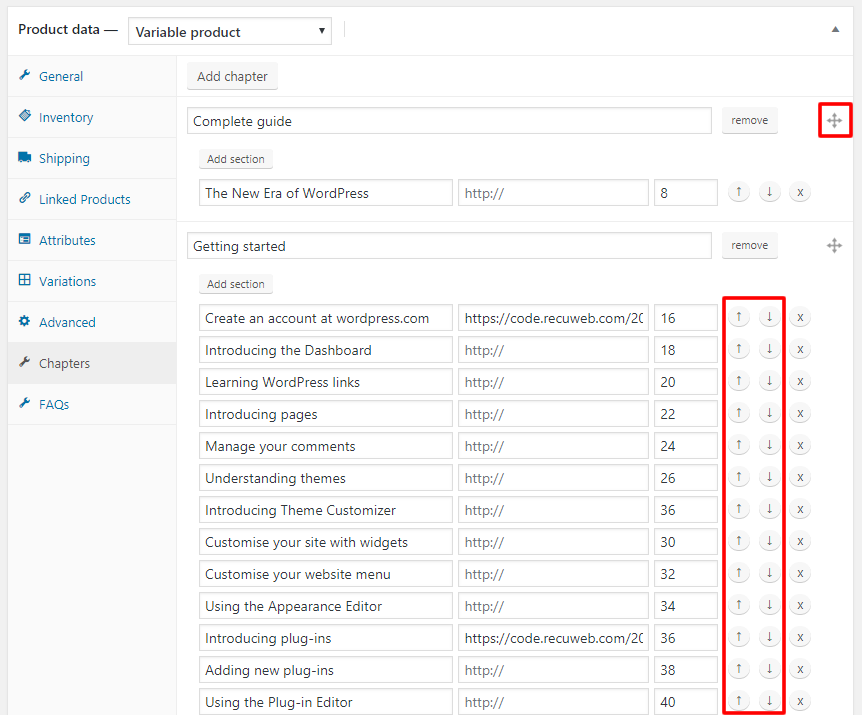 Product data — Variable product
General
Inventory
Shipping
Linked Products
Attributes
Variations
Advanced
Chapters
FAQs
Add chapter
Complete guide remove
Add section
The New Era of WordPress http:// 8 ↑ ↓ x
Getting started remove
Add section
Create an account at wordpress.com https://code.recuweb.com/20 16 ↑ ↓ x
Introducing the Dashboard http:// 18 ↑ ↓ x
Learning WordPress links http:// 20 ↑ ↓ x
Introducing pages http:// 22 ↑ ↓ x
Manage your comments http:// 24 ↑ ↓ x
Understanding themes http:// 26 ↑ ↓ x
Introducing Theme Customizer http:// 36 ↑ ↓ x
Customise your site with widgets http:// 30 ↑ ↓ x
Customise your website menu http:// 32 ↑ ↓ x
Using the Appearance Editor http:// 34 ↑ ↓ x
Introducing plug-ins https://code.recuweb.com/20 36 ↑ ↓ x
Adding new plug-ins http:// 38 ↑ ↓ x
Using the Plug-in Editor http:// 40 ↑ ↓ x